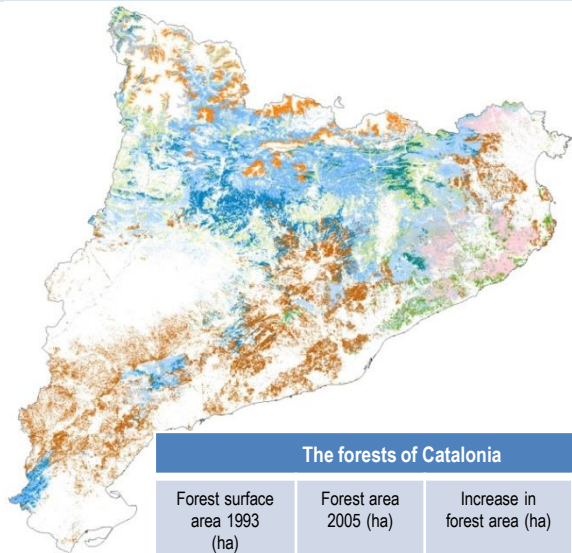 The forests of Catalonia
Forest surface
area 1993
(ha)
Forest area
2005 (ha)
Increase in
forest area (ha)